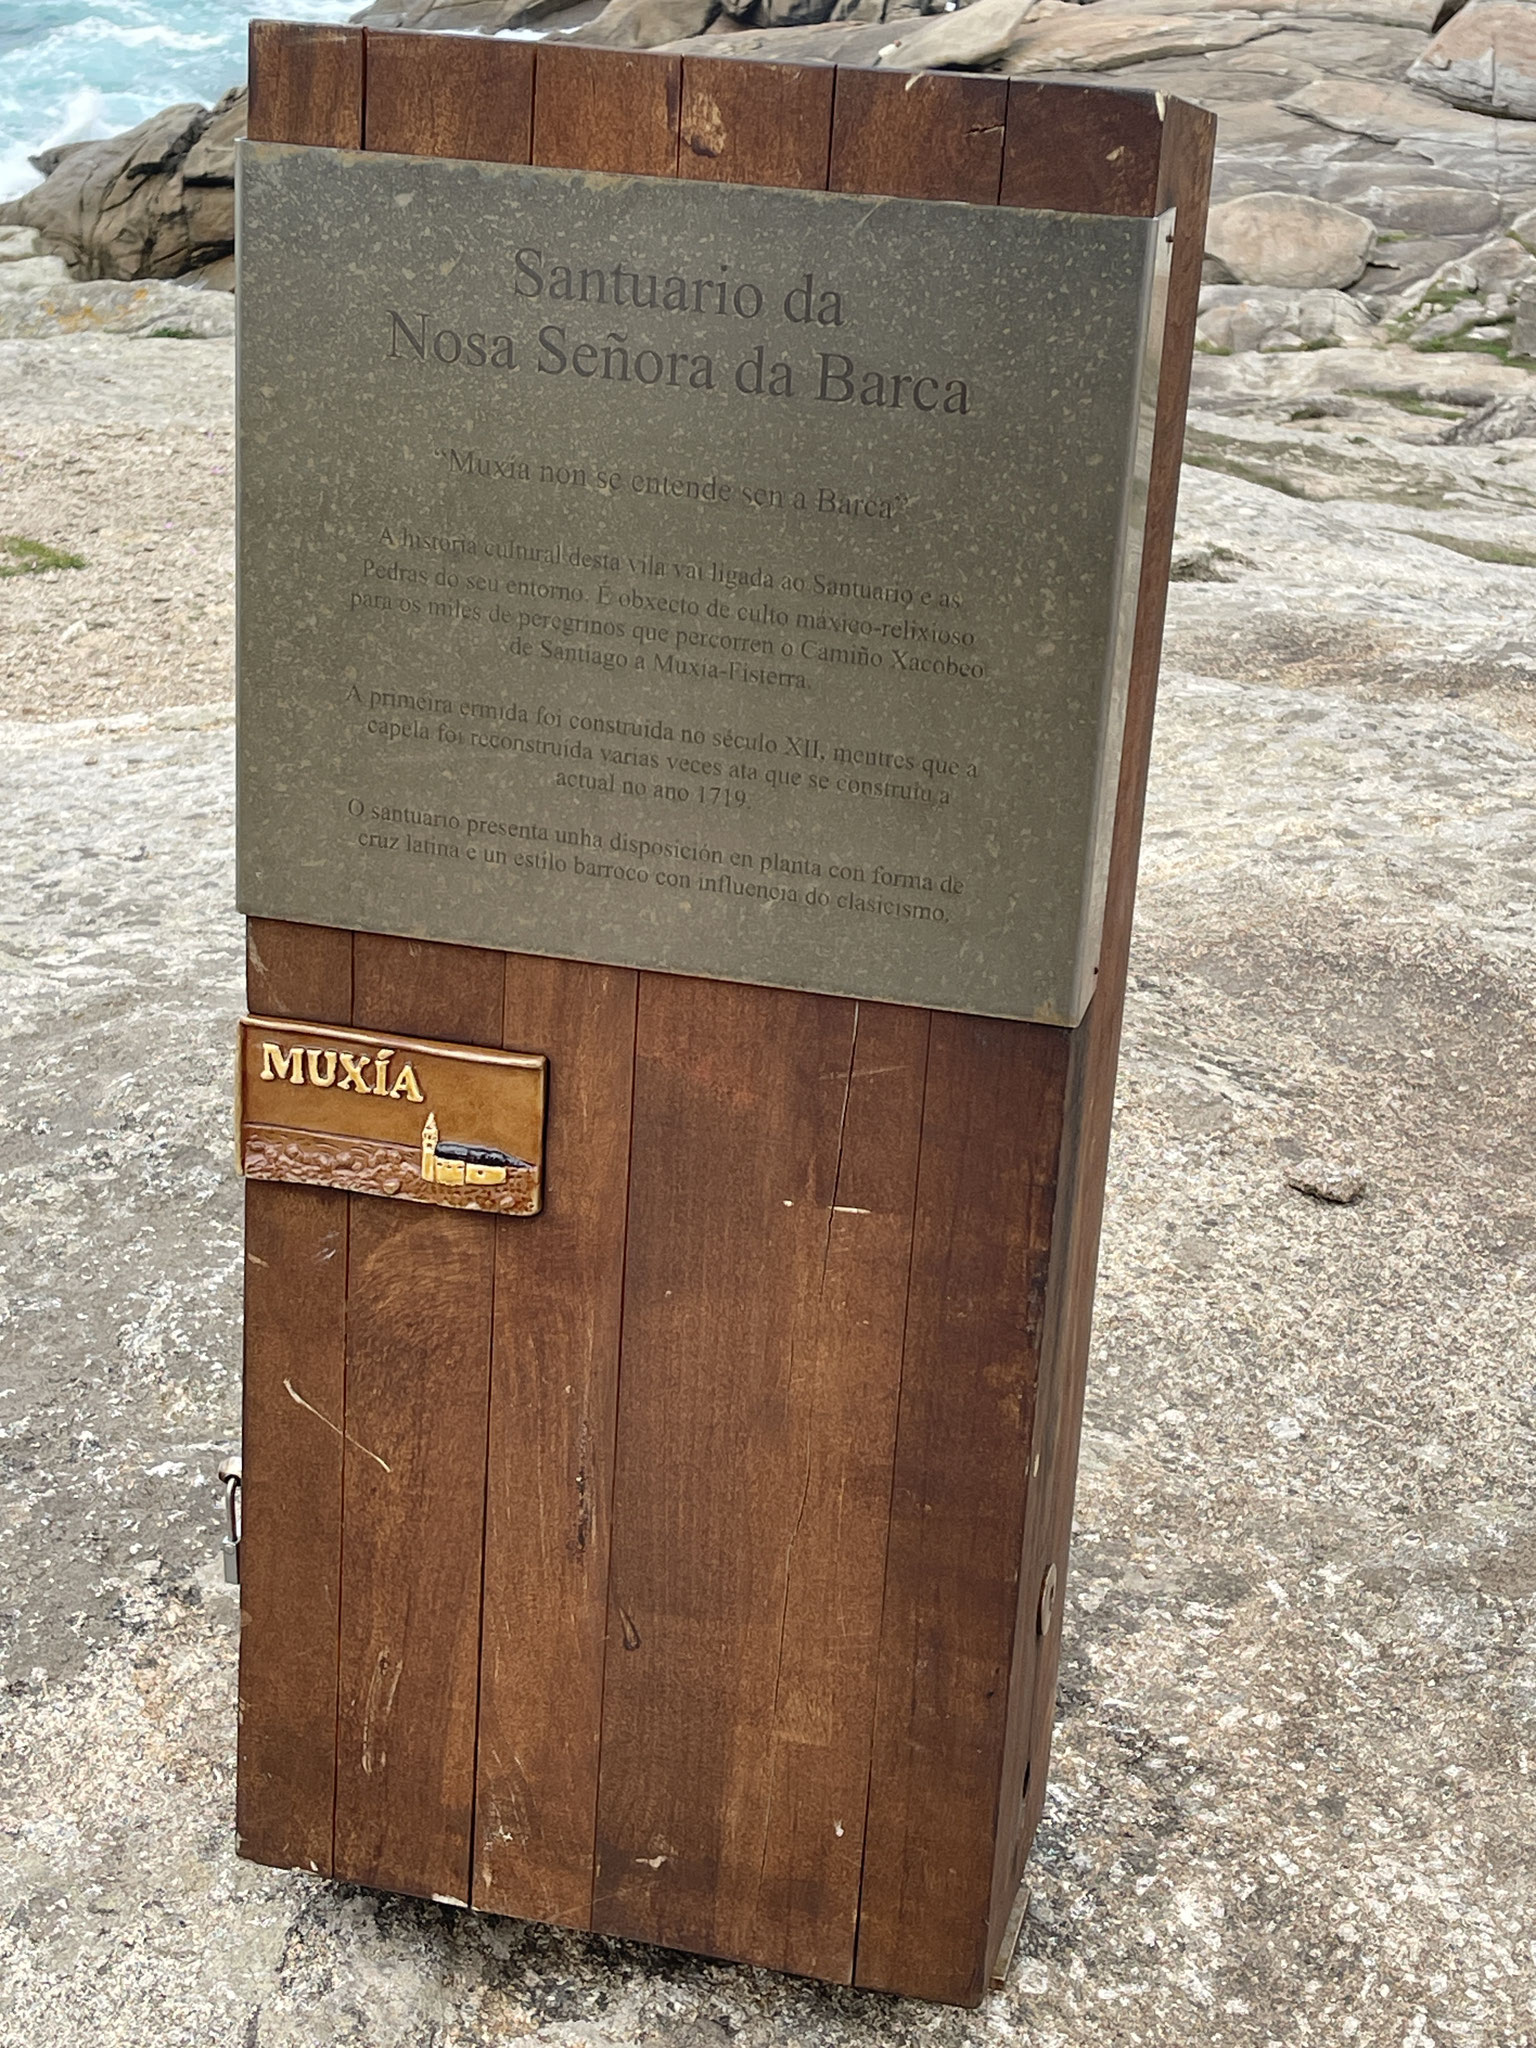 Santuario da
Nosa Señora da Barca
“Muxía non se entende sen a Barca”
A historia cultural desta vila vai ligada ao Santuario e as
Pedras do seu entorno. É obxecto de culto máxico-relixioso
para os miles de peregrinos que percorren o Camiño Xacobeo
de Santiago a Muxía-Fisterra.
A primeira ermida foi construída no século XII, mentres que a
capela foi reconstruída varias veces ata que se construíu a
actual no ano 1719.
O santuario presenta unha disposición en planta con forma de
cruz latina e un estilo barroco con influencia do clasicismo.
MUXÍA